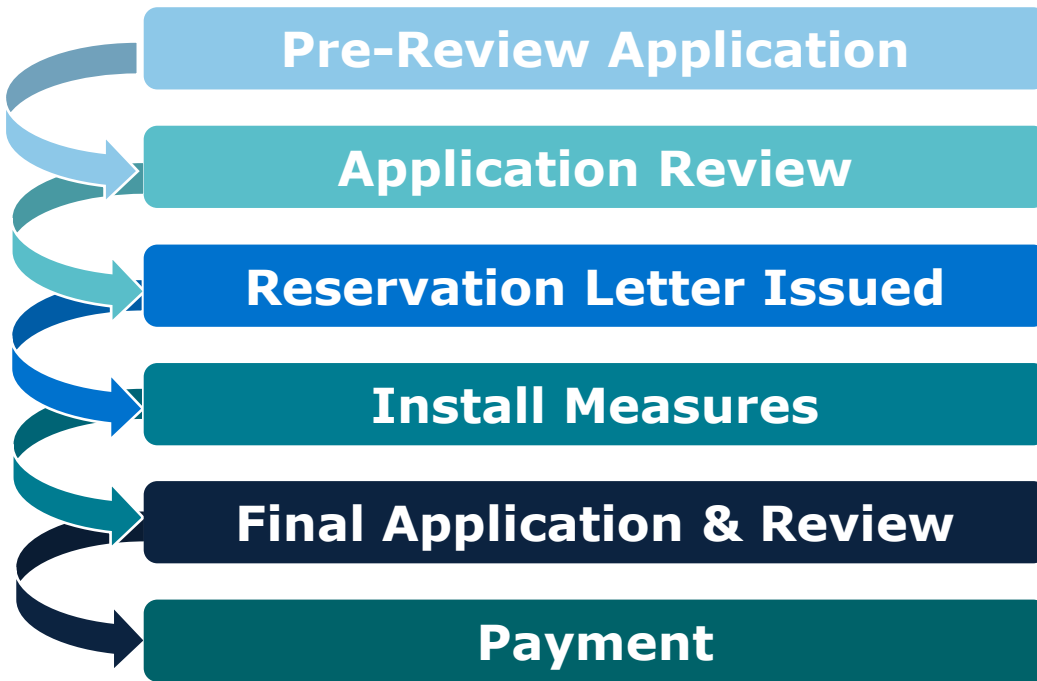 Pre-Review Application
Application Review
Reservation Letter Issued
Install Measures
Final Application & Review
Payment